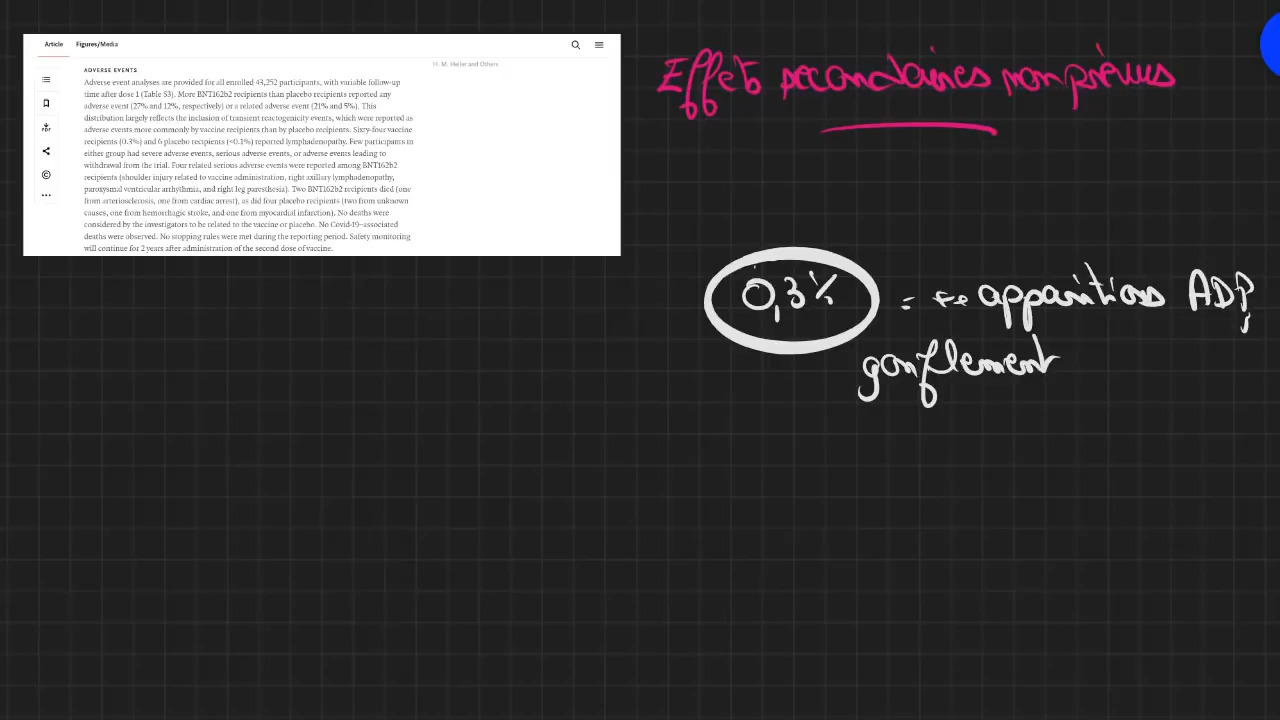 Article Figures/Media
H. M. Heiler and Others
ADVERSE EVENTS
Adverse event analyses are provided for all enrolled 43,252 participants, with variable follow-up
time after dose 1 (Table S3). More BNT162b2 recipients than placebo recipients reported any
adverse event (27% and 12%, respectively) or a related adverse event (21% and 5%). This
distribution largely reflects the inclusion of transient reactogenicity events, which were reported as
adverse events more commonly by vaccine recipients than by placebo recipients. Sixty-four vaccine
recipients (0.3%) and 6 placebo recipients (<0.1%) reported lymphadenopathy. Few participants in
either group had severe adverse events, serious adverse events, or adverse events leading to
withdrawal from the trial. Four related serious adverse events were reported among BNT162b2
recipients (shoulder injury related to vaccine administration, right axillary lymphadenopathy,
paroxysmal ventricular arrhythmia, and right leg paresthesia). Two BNT162b2 recipients died (one
from arteriosclerosis, one from cardiac arrest), as did four placebo recipients (two from unknown
causes, one from hemorrhagic stroke, and one from myocardial infarction). No deaths were
considered by the investigators to be related to the vaccine or placebo. No Covid-19–associated
deaths were observed. No stopping rules were met during the reporting period. Safety monitoring
will continue for 2 years after administration of the second dose of vaccine.
PDF
Effet secondaires non prévus
0,3% = apparitions ADP,
gonflement